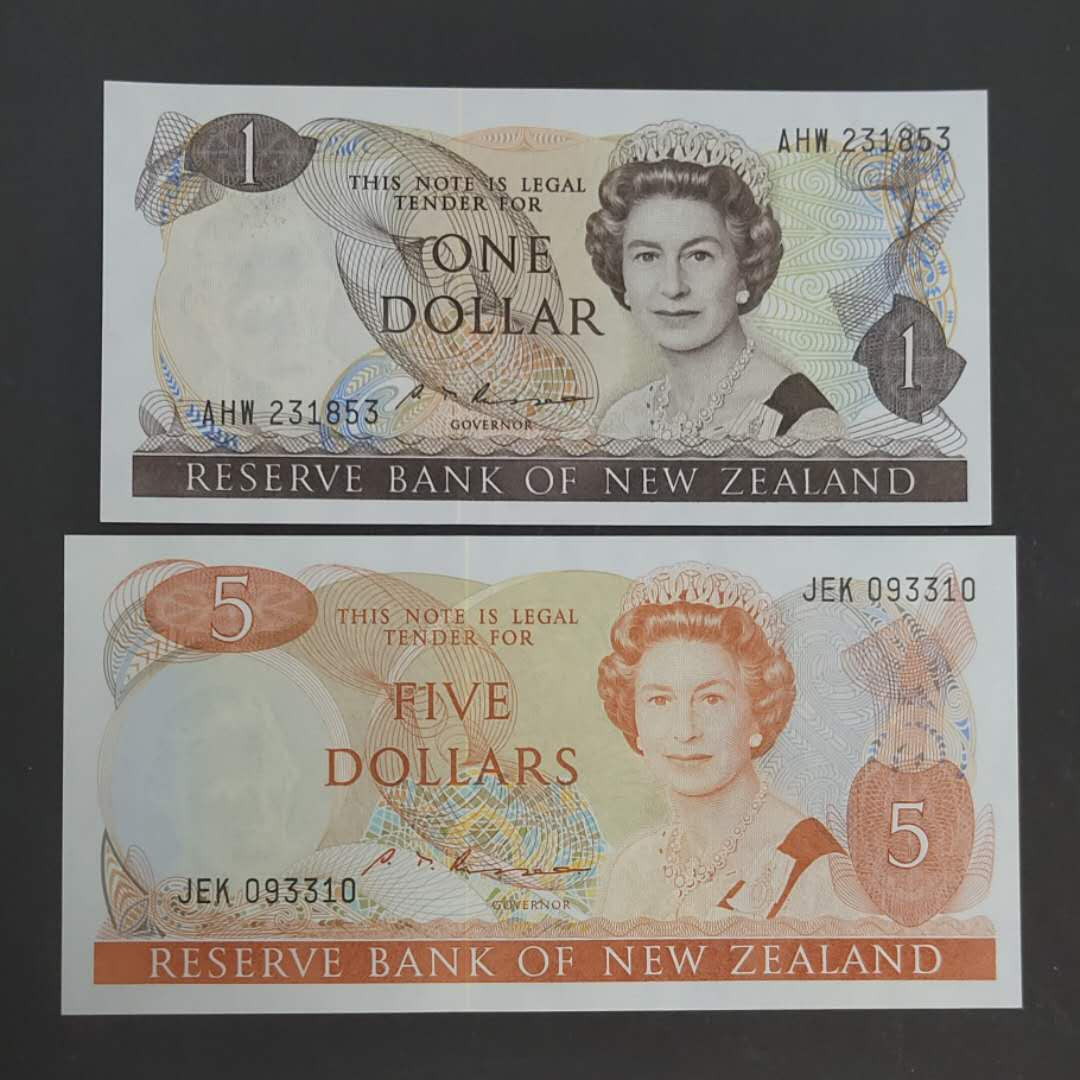 1
AHW 231853
THIS NOTE IS LEGAL
TENDER FOR
ONE
DOLLAR
1
AHW 231853
GOVERNOR
RESERVE BANK OF NEW ZEALAND
5
JEK 093310
THIS NOTE IS LEGAL
TENDER FOR
FIVE
DOLLARS
5
JEK 093310
GOVERNOR
RESERVE BANK OF NEW ZEALAND